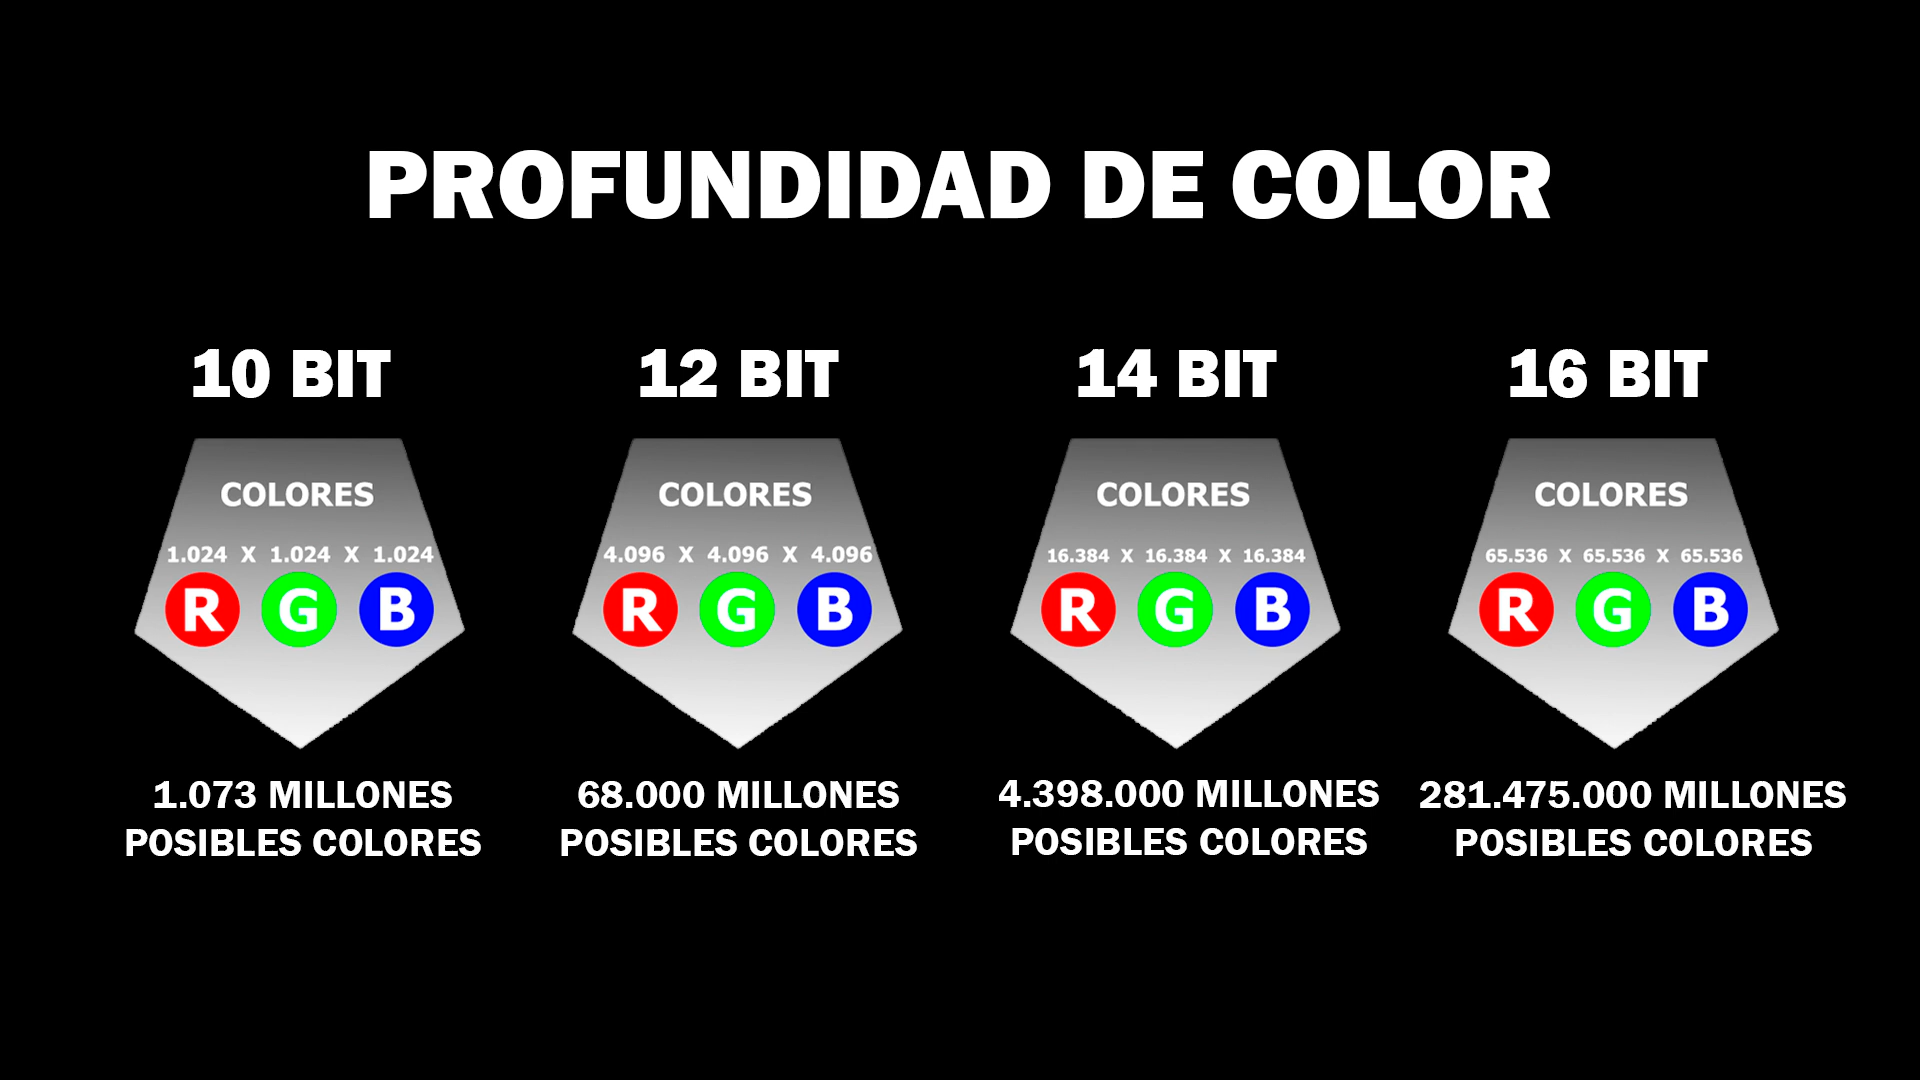 PROFUNDIDAD DE COLOR
10 BIT
COLORES
1.024 X 1.024 X 1.024
R G B
1.073 MILLONES
POSIBLES COLORES
12 BIT
COLORES
4.096 X 4.096 X 4.096
R G B
68.000 MILLONES
POSIBLES COLORES
14 BIT
COLORES
16.384 X 16.384 X 16.384
R G B
4.398.000 MILLONES
POSIBLES COLORES
16 BIT
COLORES
65.536 X 65.536 X 65.536
R G B
281.475.000 MILLONES
POSIBLES COLORES